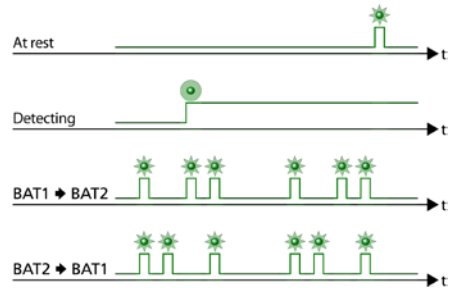 At rest
t
Detecting
t
BAT1 ➧ BAT2
t
BAT2 ➧ BAT1
t